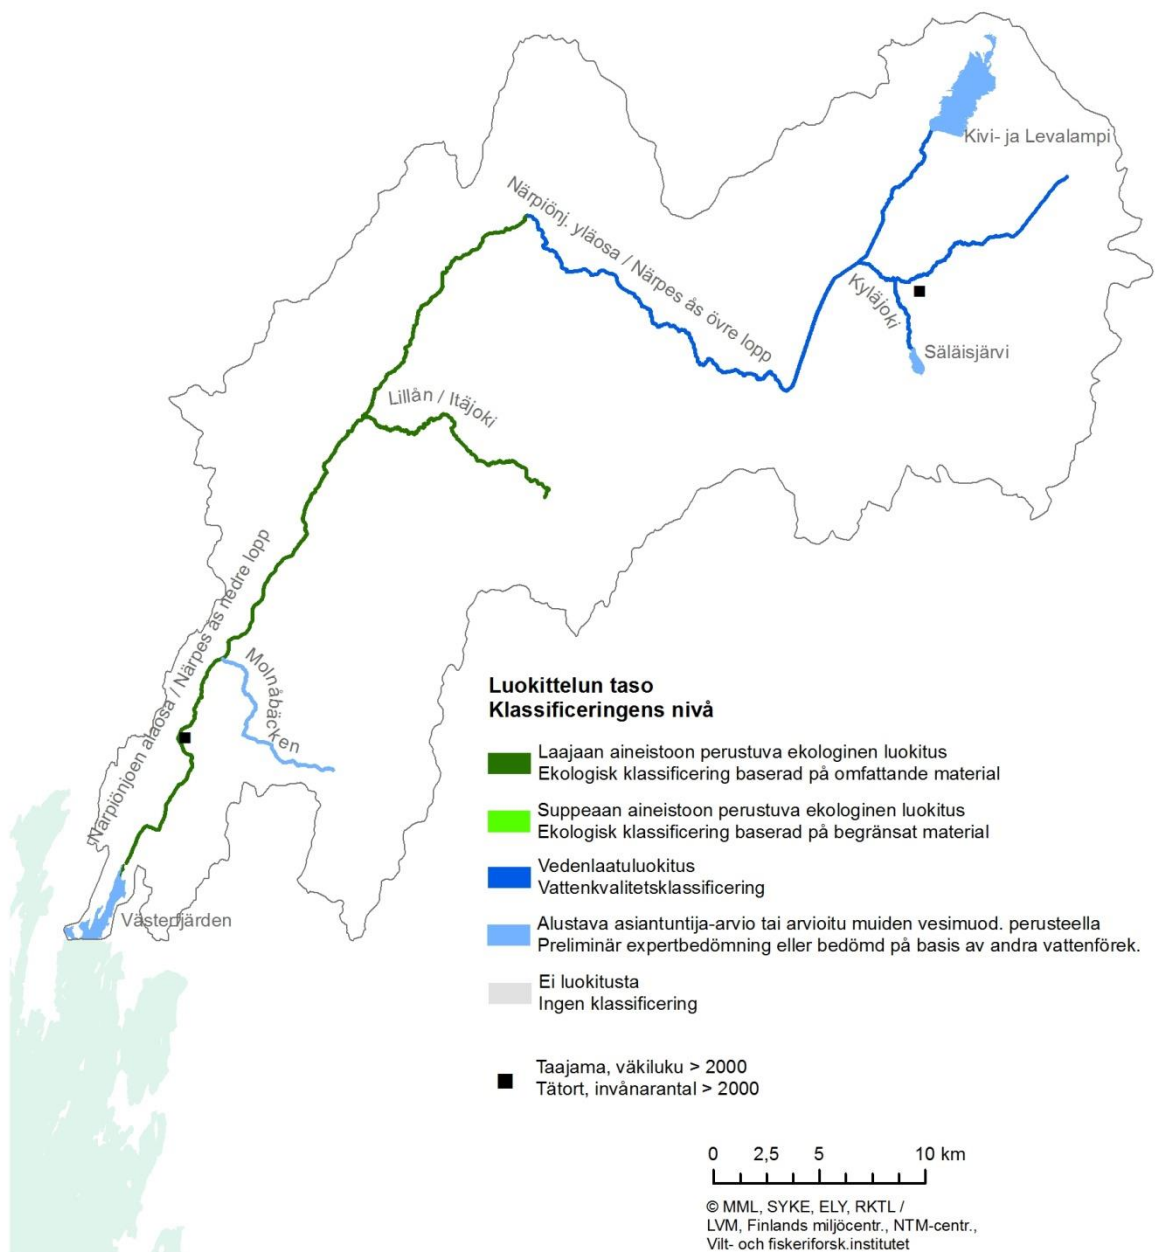 Kivi- ja Levalampi
Närpiönj. yläosa / Närpes ås övre lopp
Kyläjoki
Säläisjärvi
Lillån / Itäjoki
Närpiönjoen alaosa / Närpes ås nedre lopp
Molnåbäcken
Västerfjärden
Luokittelun taso
Klassificeringens nivå
Laajaan aineistoon perustuva ekologinen luokitus
Ekologisk klassificering baserad på omfattande material
Suppeaan aineistoon perustuva ekologinen luokitus
Ekologisk klassificering baserad på begränsat material
Vedenlaatuluokitus
Vattenkvalitetsklassificering
Alustava asiantuntija-arvio tai arvioitu muiden vesimuod. perusteella
Preliminär expertbedömning eller bedömd på basis av andra vattenförek.
Ei luokitusta
Ingen klassificering
Taajama, väkiluku > 2000
Tätort, invånarantal > 2000
0 2,5 5 10 km
© MML, SYKE, ELY, RKTL /
LVM, Finlands miljöcentr., NTM-centr.,
Vilt- och fiskeriforsk.institutet